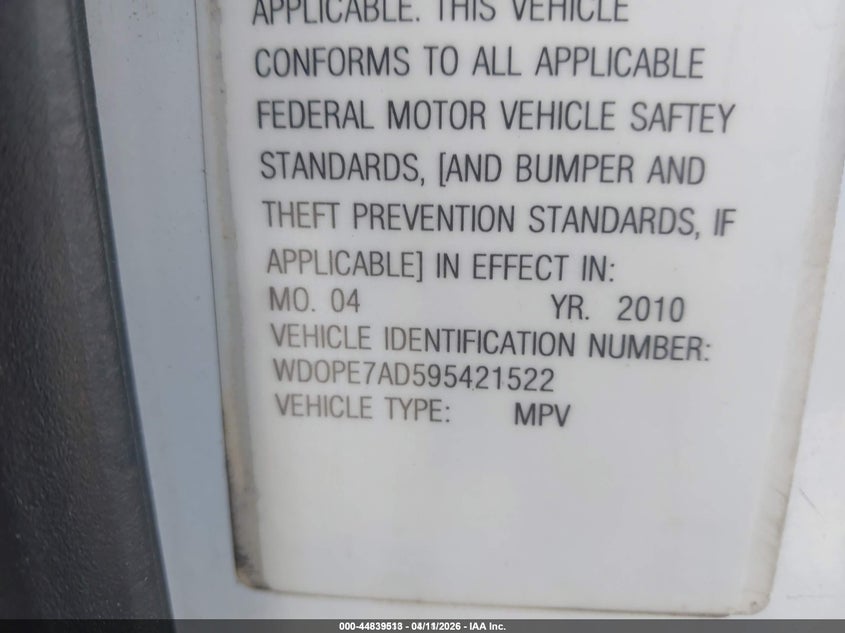 APPLICABLE. THIS VEHICLE
CONFORMS TO ALL APPLICABLE
FEDERAL MOTOR VEHICLE SAFTEY
STANDARDS, [AND BUMPER AND
THEFT PREVENTION STANDARDS, IF
APPLICABLE] IN EFFECT IN:
MO. 04 YR. 2010
VEHICLE IDENTIFICATION NUMBER:
WDOPE7AD595421522
VEHICLE TYPE: MPV
000-44839513 - 04/11/2026 - IAA Inc.